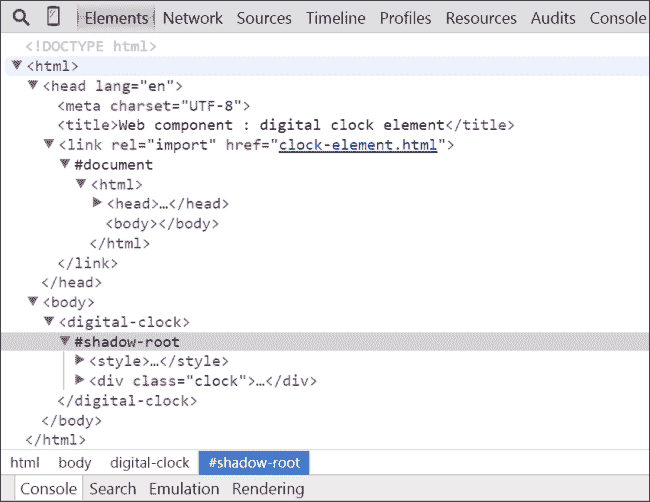 Elements Network Sources Timeline Profiles Resources Audits Console
<!DOCTYPE html>
▼<html>
▼<head lang="en">
<meta charset="UTF-8">
<title>Web component : digital clock element</title>
▼<link rel="import" href="clock-element.html">
▼#document
▼<html>
▶<head>…</head>
<body></body>
</html>
</link>
</head>
▼<body>
▼<digital-clock>
▼#shadow-root
▶<style>…</style>
▶<div class="clock">…</div>
</digital-clock>
</body>
</html>
html body digital-clock #shadow-root
Console Search Emulation Rendering